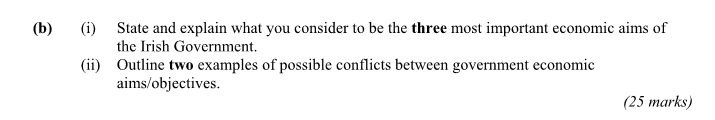 (b) (i) State and explain what you consider to be the three most important economic aims of
the Irish Government.
(ii) Outline two examples of possible conflicts between government economic
aims/objectives.
(25 marks)